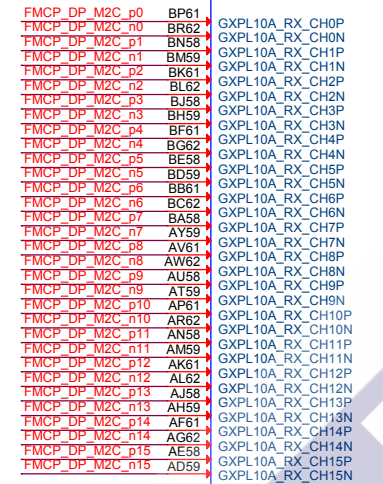 FMCP_DP_M2C_p0 BP61 GXPL10A_RX_CH0P
FMCP_DP_M2C_n0 BR62 GXPL10A_RX_CH0N
FMCP_DP_M2C_p1 BN58 GXPL10A_RX_CH1P
FMCP_DP_M2C_n1 BM59 GXPL10A_RX_CH1N
FMCP_DP_M2C_p2 BK61 GXPL10A_RX_CH2P
FMCP_DP_M2C_n2 BL62 GXPL10A_RX_CH2N
FMCP_DP_M2C_p3 BJ58 GXPL10A_RX_CH3P
FMCP_DP_M2C_n3 BH59 GXPL10A_RX_CH3N
FMCP_DP_M2C_p4 BF61 GXPL10A_RX_CH4P
FMCP_DP_M2C_n4 BG62 GXPL10A_RX_CH4N
FMCP_DP_M2C_p5 BE58 GXPL10A_RX_CH5P
FMCP_DP_M2C_n5 BD59 GXPL10A_RX_CH5N
FMCP_DP_M2C_p6 BB61 GXPL10A_RX_CH6P
FMCP_DP_M2C_n6 BC62 GXPL10A_RX_CH6N
FMCP_DP_M2C_p7 BA58 GXPL10A_RX_CH7P
FMCP_DP_M2C_n7 AY59 GXPL10A_RX_CH7N
FMCP_DP_M2C_p8 AV61 GXPL10A_RX_CH8P
FMCP_DP_M2C_n8 AW62 GXPL10A_RX_CH8N
FMCP_DP_M2C_p9 AU58 GXPL10A_RX_CH9P
FMCP_DP_M2C_n9 AT59 GXPL10A_RX_CH9N
FMCP_DP_M2C_p10 AP61 GXPL10A_RX_CH10P
FMCP_DP_M2C_n10 AR62 GXPL10A_RX_CH10N
FMCP_DP_M2C_p11 AN58 GXPL10A_RX_CH11P
FMCP_DP_M2C_n11 AM59 GXPL10A_RX_CH11N
FMCP_DP_M2C_p12 AK61 GXPL10A_RX_CH12P
FMCP_DP_M2C_n12 AL62 GXPL10A_RX_CH12N
FMCP_DP_M2C_p13 AJ58 GXPL10A_RX_CH13P
FMCP_DP_M2C_n13 AH59 GXPL10A_RX_CH13N
FMCP_DP_M2C_p14 AF61 GXPL10A_RX_CH14P
FMCP_DP_M2C_n14 AG62 GXPL10A_RX_CH14N
FMCP_DP_M2C_p15 AE58 GXPL10A_RX_CH15P
FMCP_DP_M2C_n15 AD59 GXPL10A_RX_CH15N